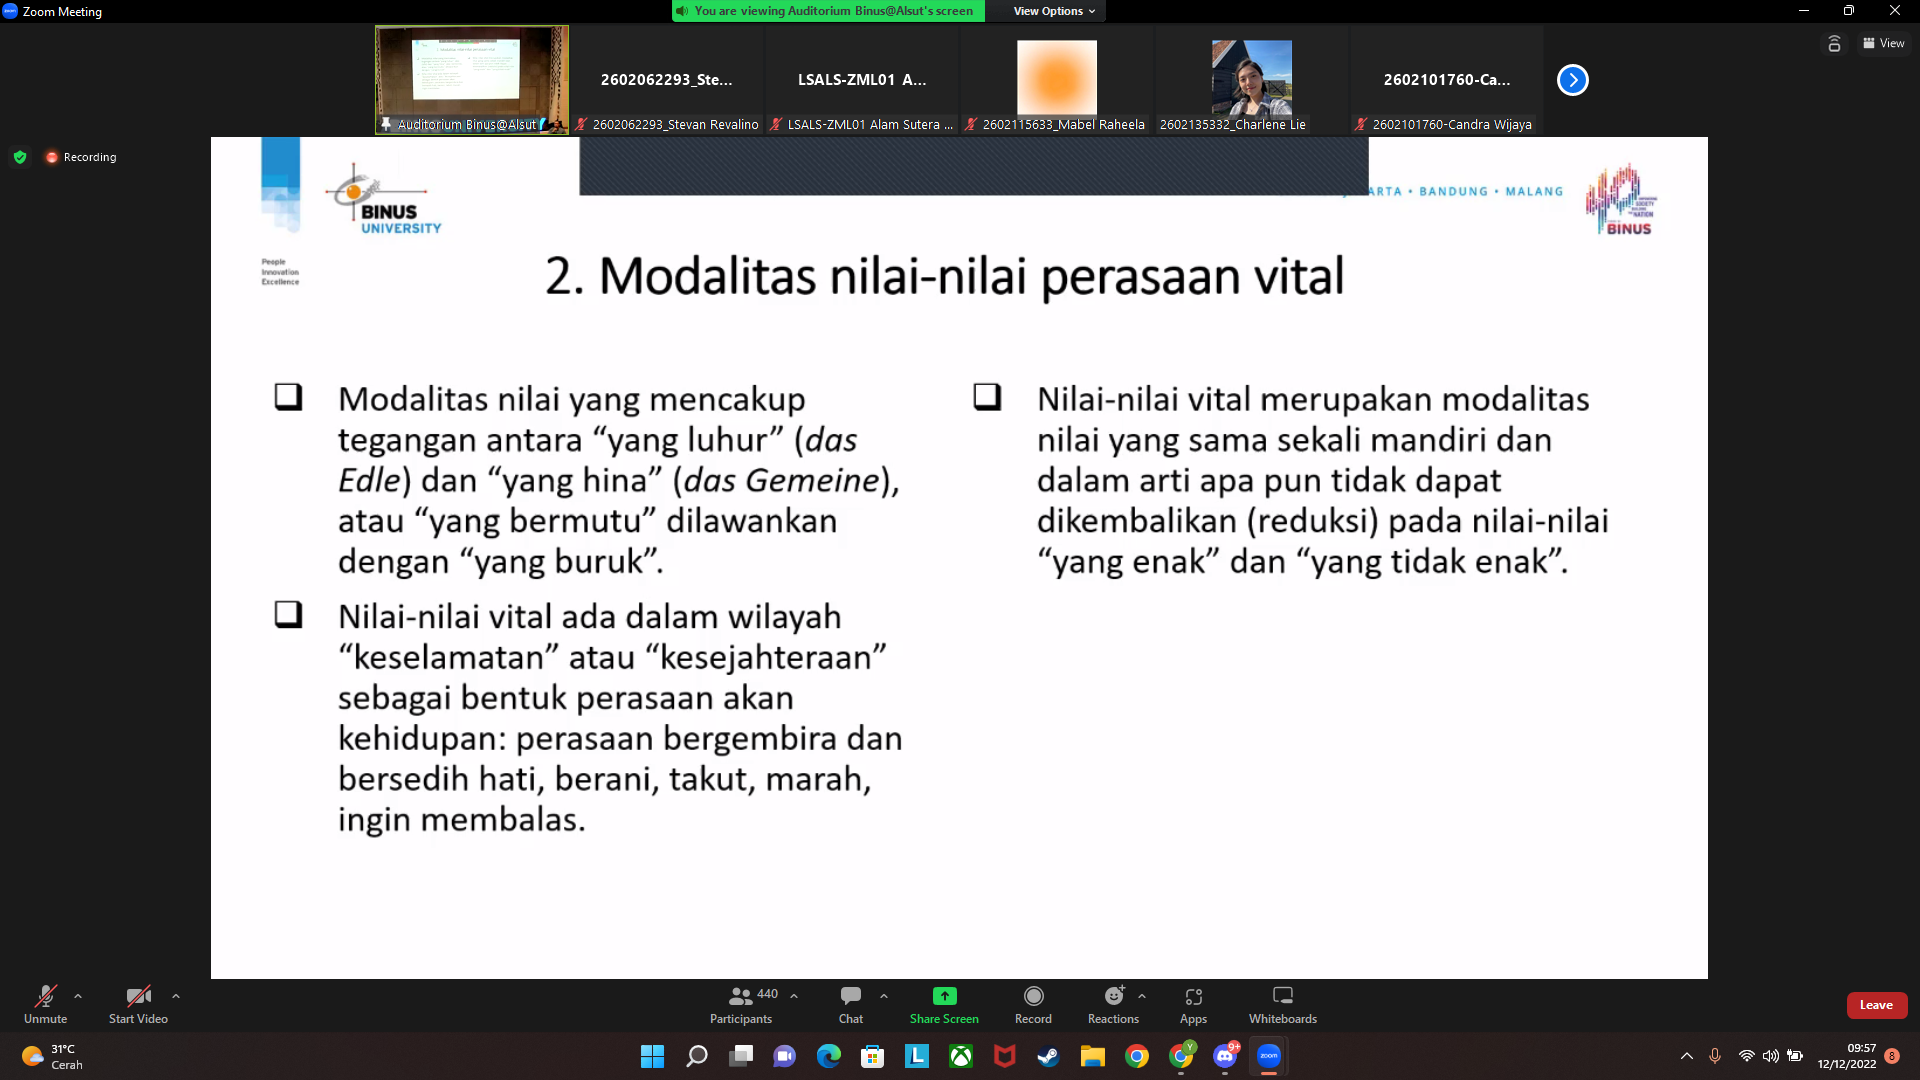 Zoom Meeting
You are viewing Auditorium Binus@Alsut's screen
View Options
View
2602062293_Ste...
LSALS-ZML01 A...
2602101760-Ca...
Auditorium Binus@Alsut
2602062293_Stevan Revalino
LSALS-ZML01 Alam Sutera ...
2602115633_Mabel Raheela
2602135332_Charlene Lie
2602101760-Candra Wijaya
Recording
BINUS
UNIVERSITY
People
Innovation
Excellence
ARTA • BANDUNG • MALANG
BINUS
2. Modalitas nilai-nilai perasaan vital
Modalitas nilai yang mencakup
tegangan antara “yang luhur” (das
Edle) dan “yang hina” (das Gemeine),
atau “yang bermutu” dilawankan
dengan “yang buruk”.
Nilai-nilai vital ada dalam wilayah
“keselamatan” atau “kesejahteraan”
sebagai bentuk perasaan akan
kehidupan: perasaan bergembira dan
bersedih hati, berani, takut, marah,
ingin membalas.
Nilai-nilai vital merupakan modalitas
nilai yang sama sekali mandiri dan
dalam arti apa pun tidak dapat
dikembalikan (reduksi) pada nilai-nilai
“yang enak” dan “yang tidak enak”.
Unmute
Start Video
440
Participants
Chat
Share Screen
Record
Reactions
Apps
Whiteboards
Leave
31°C
Cerah
L
Y
9+
zoom
09:57
12/12/2022
8